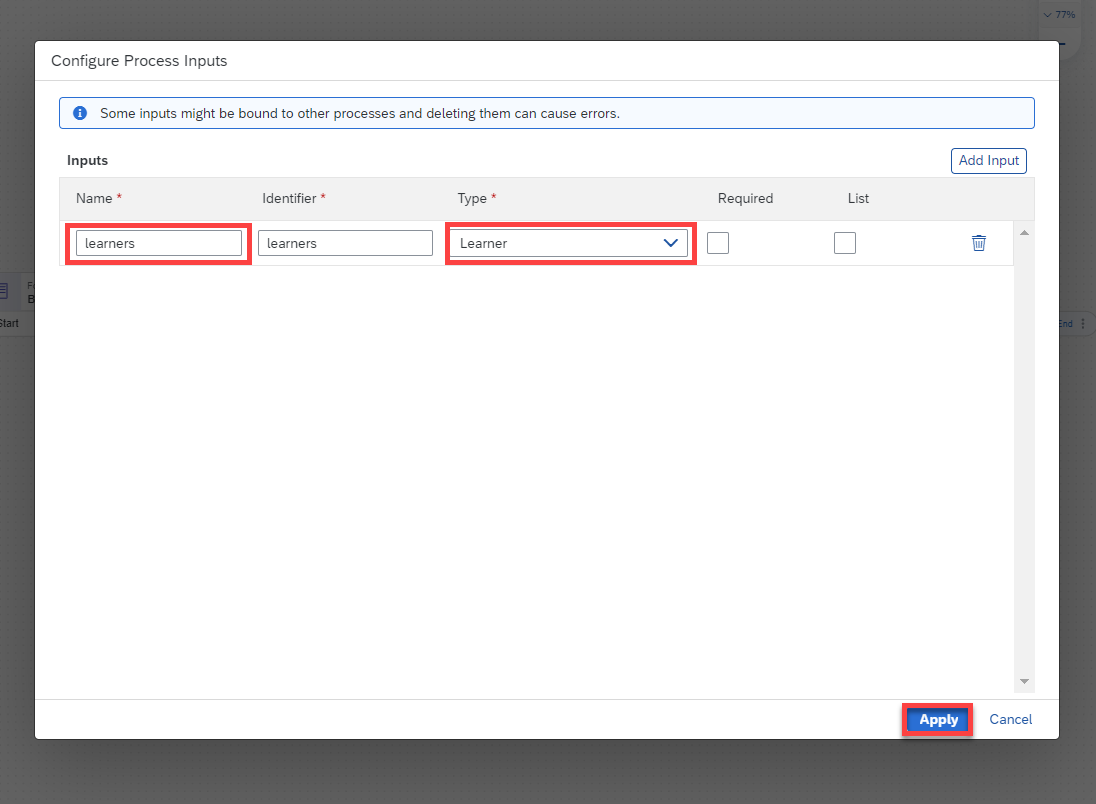 77%
Configure Process Inputs
Some inputs might be bound to other processes and deleting them can cause errors.
Inputs
Add Input
Name * Identifier * Type * Required List
learners learners Learner
Start
End
Apply Cancel